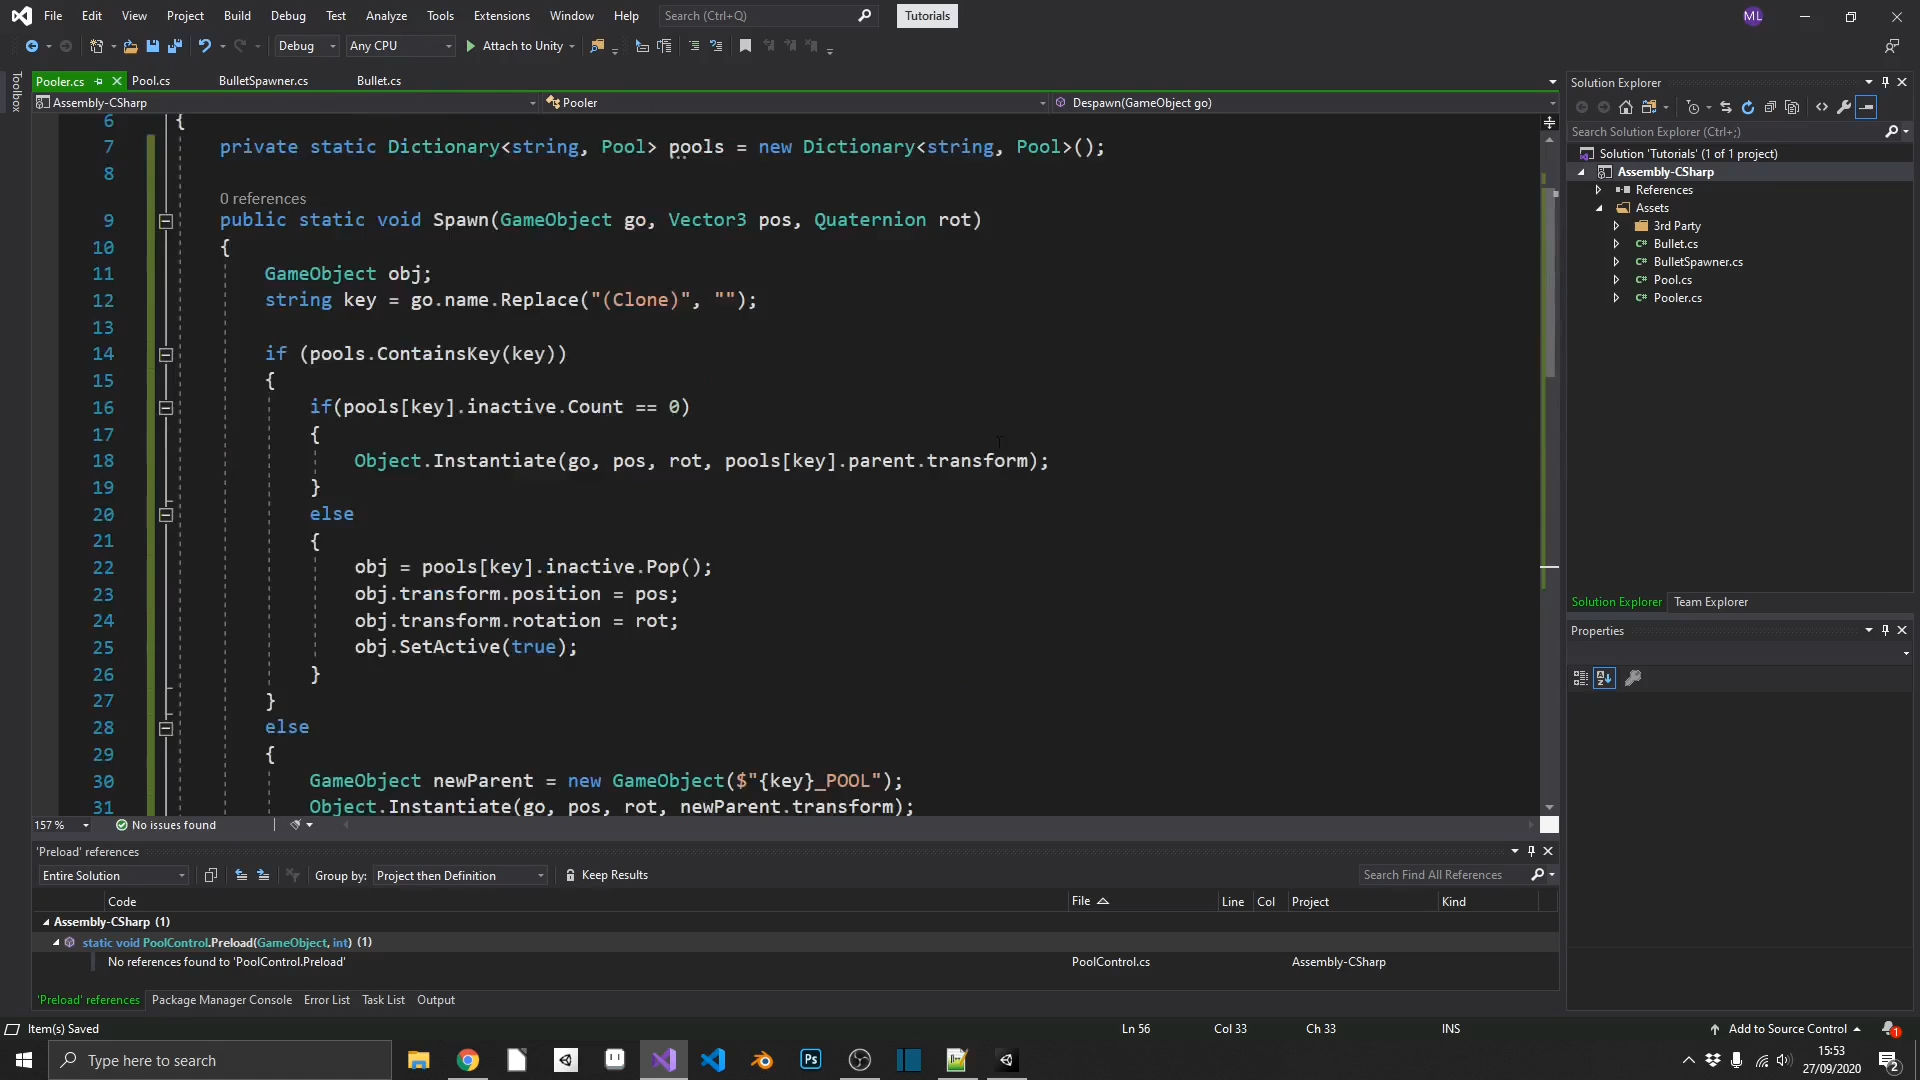 File Edit View Project Build Debug Test Analyze Tools Extensions Window Help Search (Ctrl+Q) Tutorials ML
Debug Any CPU Attach to Unity
Toolbox
Pooler.cs Pool.cs BulletSpawner.cs Bullet.cs
Assembly-CSharp Pooler Despawn(GameObject go)
6 {
7 private static Dictionary<string, Pool> pools = new Dictionary<string, Pool>();
8
0 references
9 public static void Spawn(GameObject go, Vector3 pos, Quaternion rot)
10 {
11 GameObject obj;
12 string key = go.name.Replace("(Clone)", "");
13
14 if (pools.ContainsKey(key))
15 {
16 if(pools[key].inactive.Count == 0)
17 {
18 Object.Instantiate(go, pos, rot, pools[key].parent.transform);
19 }
20 else
21 {
22 obj = pools[key].inactive.Pop();
23 obj.transform.position = pos;
24 obj.transform.rotation = rot;
25 obj.SetActive(true);
26 }
27 }
28 else
29 {
30 GameObject newParent = new GameObject($"{key}_POOL");
31 Object.Instantiate(go, pos, rot, newParent.transform);
157 % No issues found
Solution Explorer
Search Solution Explorer (Ctrl+;)
Solution 'Tutorials' (1 of 1 project)
Assembly-CSharp
References
Assets
3rd Party
C# Bullet.cs
C# BulletSpawner.cs
C# Pool.cs
C# Pooler.cs
Solution Explorer Team Explorer
Properties
'Preload' references
Entire Solution Group by: Project then Definition Keep Results Search Find All References
Code File Line Col Project Kind
Assembly-CSharp (1)
static void PoolControl.Preload(GameObject, int) (1)
No references found to 'PoolControl.Preload' PoolControl.cs Assembly-CSharp
'Preload' references Package Manager Console Error List Task List Output
Item(s) Saved Ln 56 Col 33 Ch 33 INS Add to Source Control 1
Type here to search Ps 15:53
27/09/2020 2